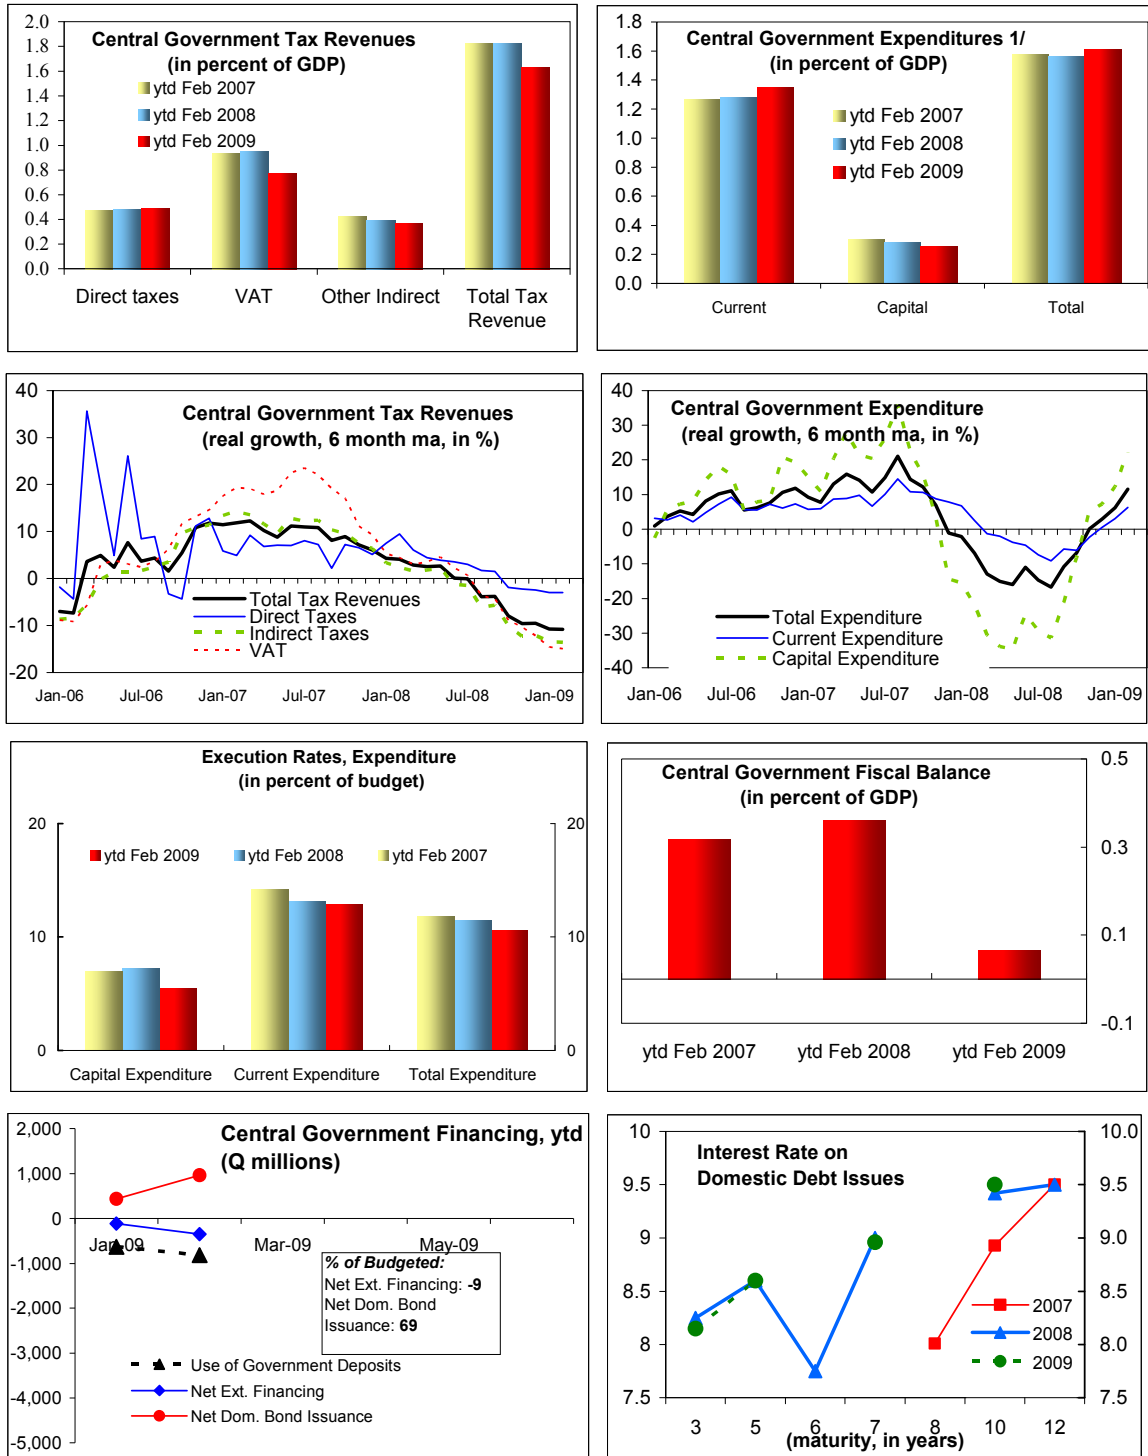 Central Government Tax Revenues
(in percent of GDP)
2.0
1.8
1.6
1.4
1.2
1.0
0.8
0.6
0.4
0.2
0.0
ytd Feb 2007
ytd Feb 2008
ytd Feb 2009
Direct taxes VAT Other Indirect Total Tax
Revenue
Central Government Expenditures 1/
(in percent of GDP)
1.8
1.6
1.4
1.2
1.0
0.8
0.6
0.4
0.2
0.0
ytd Feb 2007
ytd Feb 2008
ytd Feb 2009
Current Capital Total
Central Government Tax Revenues
(real growth, 6 month ma, in %)
40
30
20
10
0
-10
-20
Total Tax Revenues
Direct Taxes
Indirect Taxes
VAT
Jan-06 Jul-06 Jan-07 Jul-07 Jan-08 Jul-08 Jan-09
Central Government Expenditure
(real growth, 6 month ma, in %)
40
30
20
10
0
-10
-20
-30
-40
Total Expenditure
Current Expenditure
Capital Expenditure
Jan-06 Jul-06 Jan-07 Jul-07 Jan-08 Jul-08 Jan-09
Execution Rates, Expenditure
(in percent of budget)
20 20
ytd Feb 2009 ytd Feb 2008 ytd Feb 2007
10 10
0 0
Capital Expenditure Current Expenditure Total Expenditure
Central Government Fiscal Balance
(in percent of GDP)
0.5
0.3
0.1
-0.1
ytd Feb 2007 ytd Feb 2008 ytd Feb 2009
Central Government Financing, ytd
(Q millions)
2,000
1,000
0
-1,000
-2,000
-3,000
-4,000
-5,000
Jan-09 Mar-09 May-09
% of Budgeted:
Net Ext. Financing: -9
Net Dom. Bond
Issuance: 69
Use of Government Deposits
Net Ext. Financing
Net Dom. Bond Issuance
Interest Rate on
Domestic Debt Issues
10 10.0
9.5 9.5
9 9.0
8.5 8.5
8 8.0
7.5 7.5
2007
2008
2009
3 5 6 7 8 10 12
(maturity, in years)